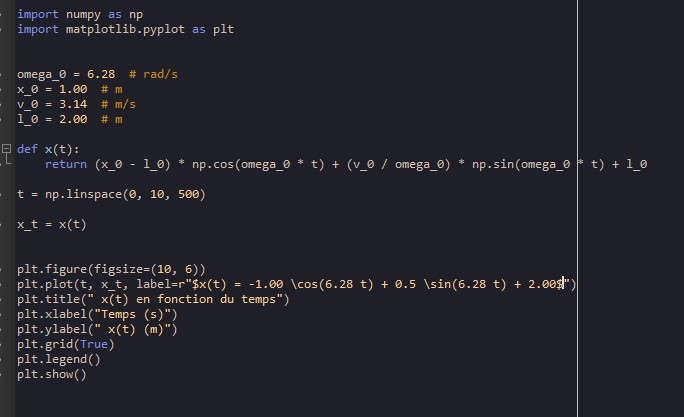 import numpy as np
import matplotlib.pyplot as plt
omega_0 = 6.28  # rad/s
x_0 = 1.00  # m
v_0 = 3.14  # m/s
l_0 = 2.00  # m
def x(t):
    return (x_0 - l_0) * np.cos(omega_0 * t) + (v_0 / omega_0) * np.sin(omega_0 * t) + l_0
t = np.linspace(0, 10, 500)
x_t = x(t)
plt.figure(figsize=(10, 6))
plt.plot(t, x_t, label=r"$x(t) = -1.00 \cos(6.28 t) + 0.5 \sin(6.28 t) + 2.00$")
plt.title(" x(t) en fonction du temps")
plt.xlabel("Temps (s)")
plt.ylabel(" x(t) (m)")
plt.grid(True)
plt.legend()
plt.show()